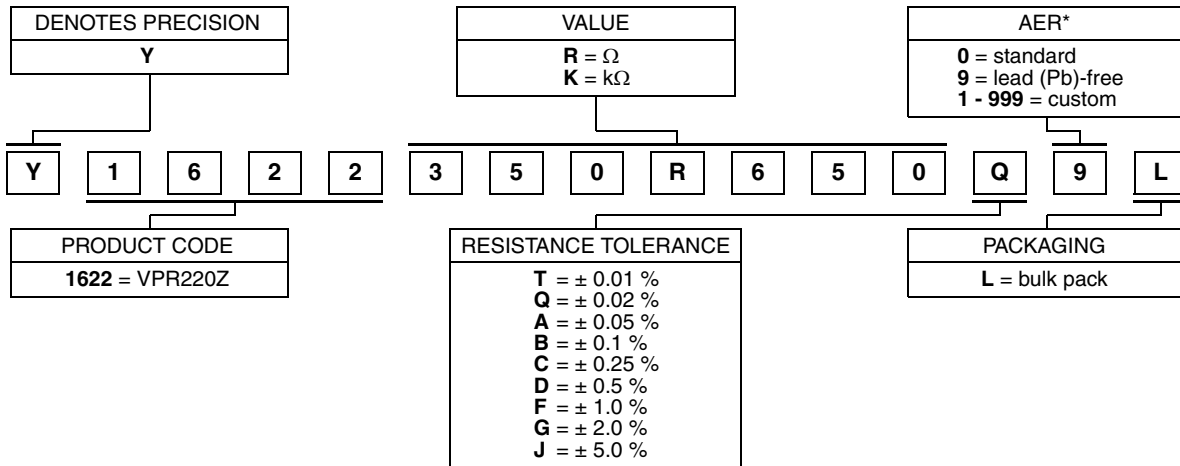 DENOTES PRECISION
Y
VALUE
R = Ω
K = kΩ
AER*
0 = standard
9 = lead (Pb)-free
1 - 999 = custom
Y 1 6 2 2 3 5 0 R 6 5 0 Q 9 L
PRODUCT CODE
1622 = VPR220Z
RESISTANCE TOLERANCE
T = ± 0.01 %
Q = ± 0.02 %
A = ± 0.05 %
B = ± 0.1 %
C = ± 0.25 %
D = ± 0.5 %
F = ± 1.0 %
G = ± 2.0 %
J = ± 5.0 %
PACKAGING
L = bulk pack